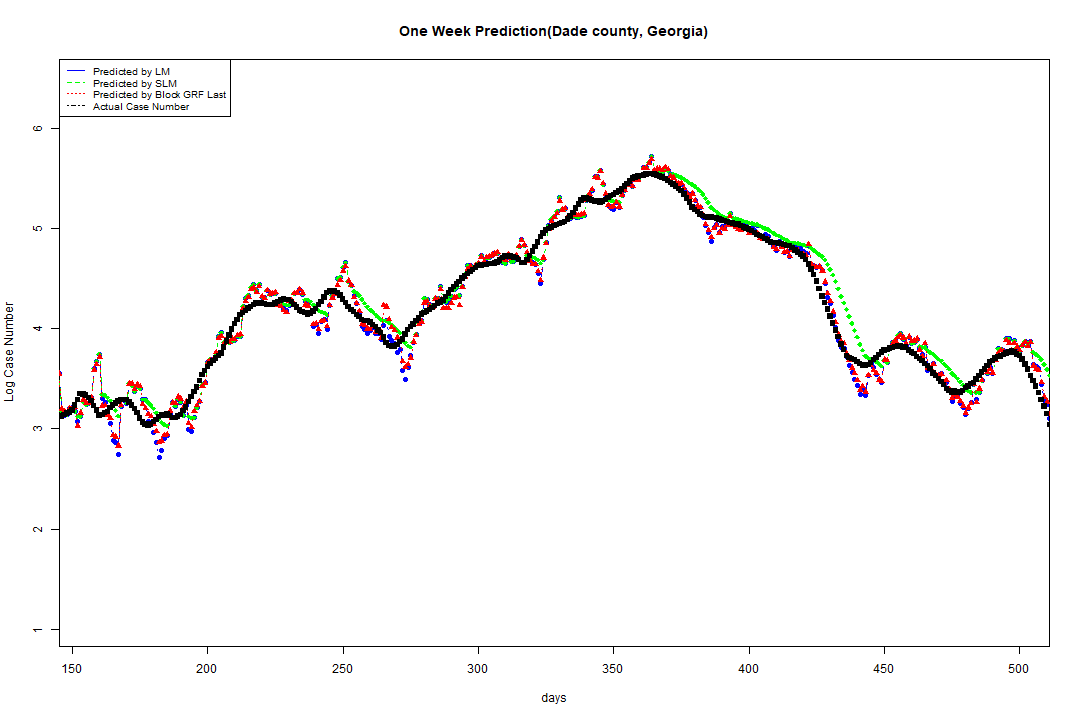 One Week Prediction(Dade county, Georgia)
Predicted by LM
Predicted by SLM
Predicted by Block GRF Last
Actual Case Number
Log Case Number
6
5
4
3
2
1
150 200 250 300 350 400 450 500
days